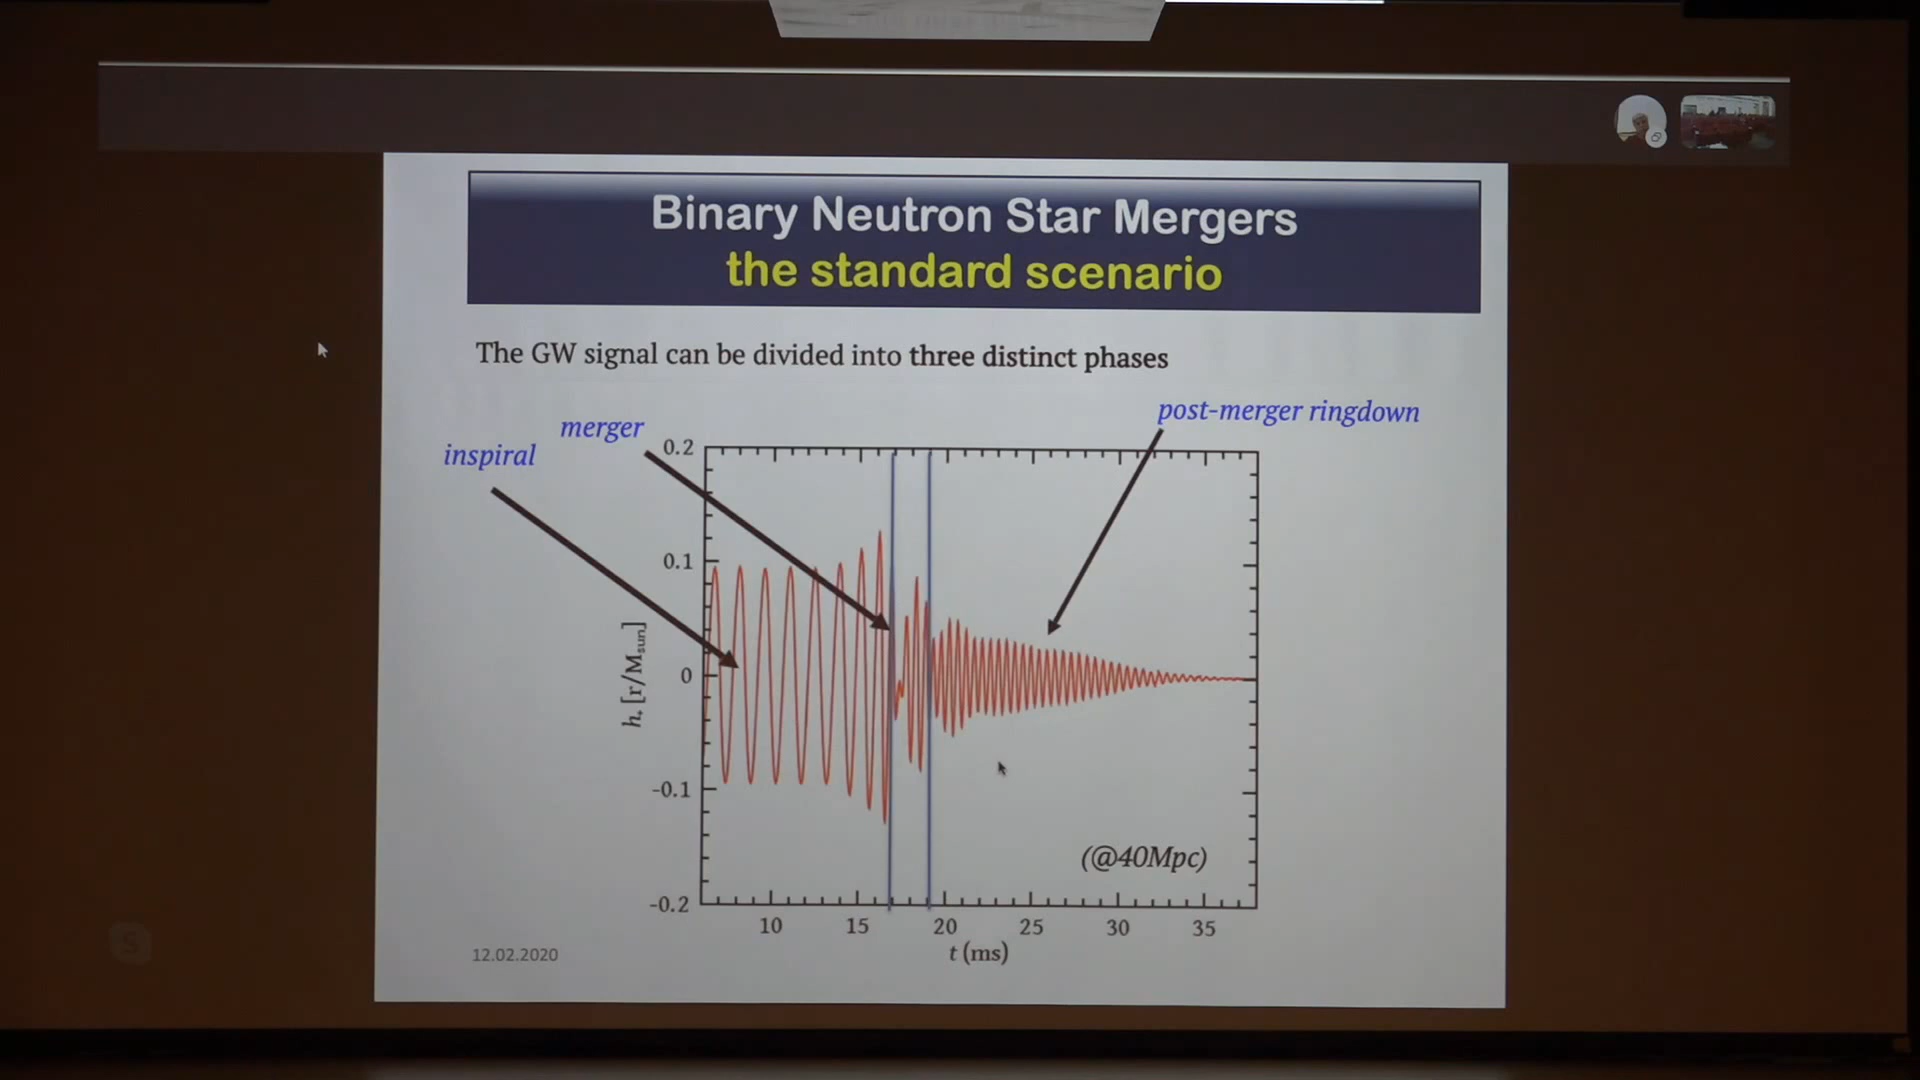 Binary Neutron Star Mergers
the standard scenario
The GW signal can be divided into three distinct phases
post-merger ringdown
merger
inspiral
0.2
0.1
0
-0.1
-0.2
h₊ [r/Mₛᵤₙ]
(@40Mpc)
10 15 20 25 30 35
t (ms)
12.02.2020
S